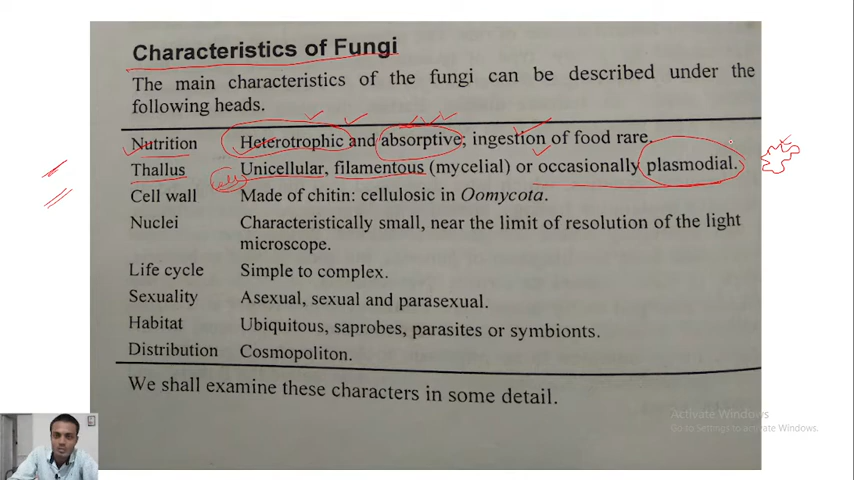 Characteristics of Fungi
The main characteristics of the fungi can be described under the
following heads.
Nutrition Heterotrophic and absorptive; ingestion of food rare.
Thallus Unicellular, filamentous (mycelial) or occasionally plasmodial.
Cell wall Made of chitin: cellulosic in Oomycota.
Nuclei Characteristically small, near the limit of resolution of the light
microscope.
Life cycle Simple to complex.
Sexuality Asexual, sexual and parasexual.
Habitat Ubiquitous, saprobes, parasites or symbionts.
Distribution Cosmopoliton.
We shall examine these characters in some detail.
Activate Windows
Go to Settings to activate Windows.